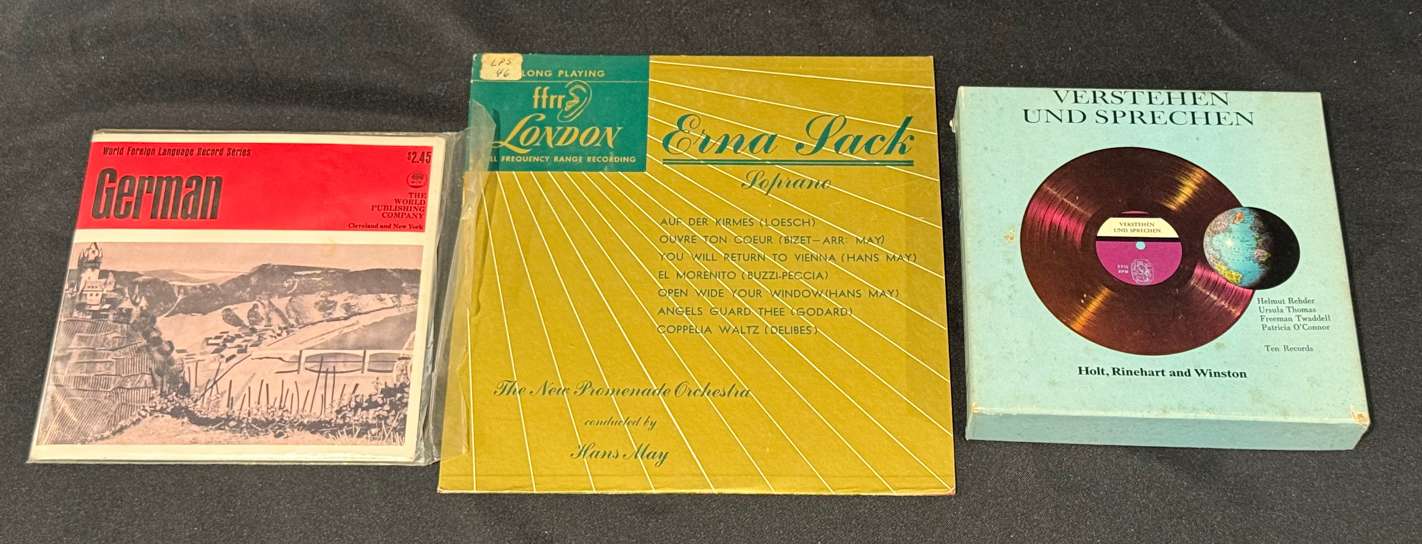 World Foreign Language Record Series
$2.45
German
THE
WORLD
PUBLISHING
COMPANY
Cleveland and New York
LPS
46
LONG PLAYING
ffrr
LONDON
LL FREQUENCY RANGE RECORDING
Erna Sack
Soprano
AUF DER KIRMES (LOESCH)
OUVRE TON COEUR (BIZET—ARR: MAY)
YOU WILL RETURN TO VIENNA (HANS MAY)
EL MORENITO (BUZZI-PECCIA)
OPEN WIDE YOUR WINDOW (HANS MAY)
ANGELS GUARD THEE (GODARD)
COPPÉLIA WALTZ (DELIBES)
The New Promenade Orchestra
conducted by
Hans May
VERSTEHEN
UND SPRECHEN
VERSTEHEN
UND SPRECHEN
RPM
Helmut Rehder
Ursula Thomas
Freeman Twaddell
Patricia O'Connor
Ten Records
Holt, Rinehart and Winston